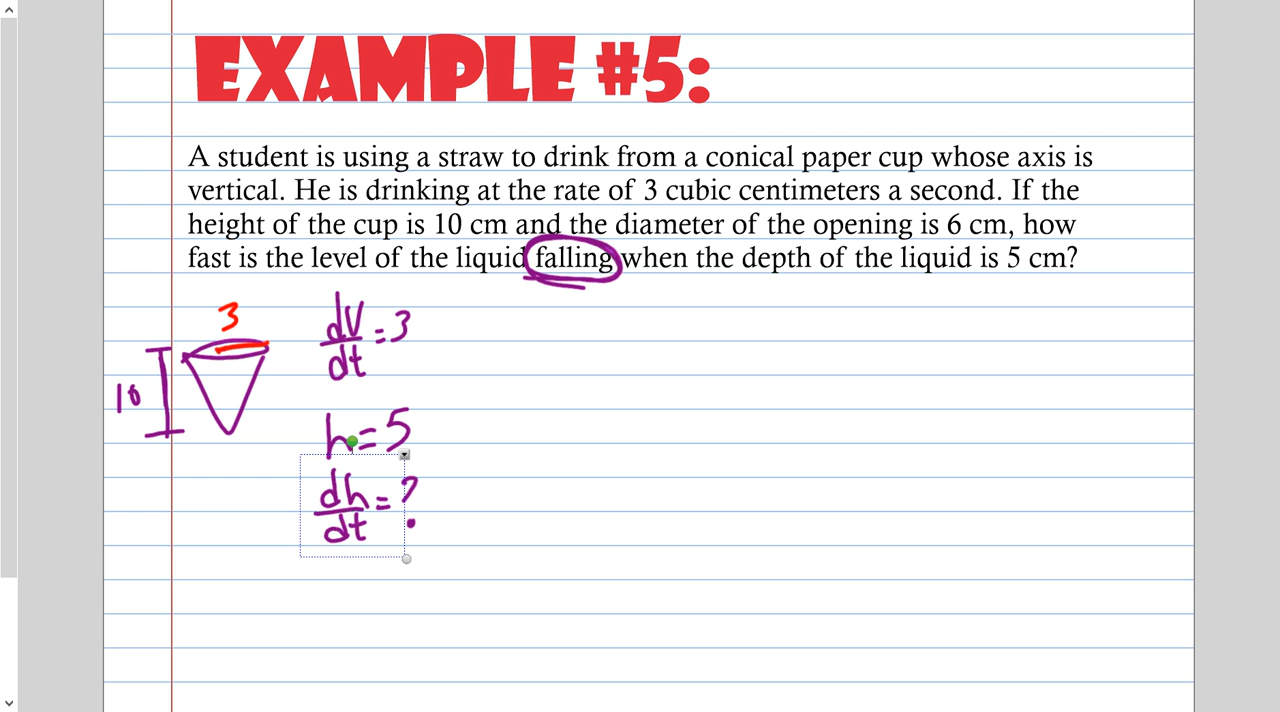 EXAMPLE #5:
A student is using a straw to drink from a conical paper cup whose axis is
vertical. He is drinking at the rate of 3 cubic centimeters a second. If the
height of the cup is 10 cm and the diameter of the opening is 6 cm, how
fast is the level of the liquid falling when the depth of the liquid is 5 cm?
3
10
dV/dt = 3
h = 5
dh/dt = ?